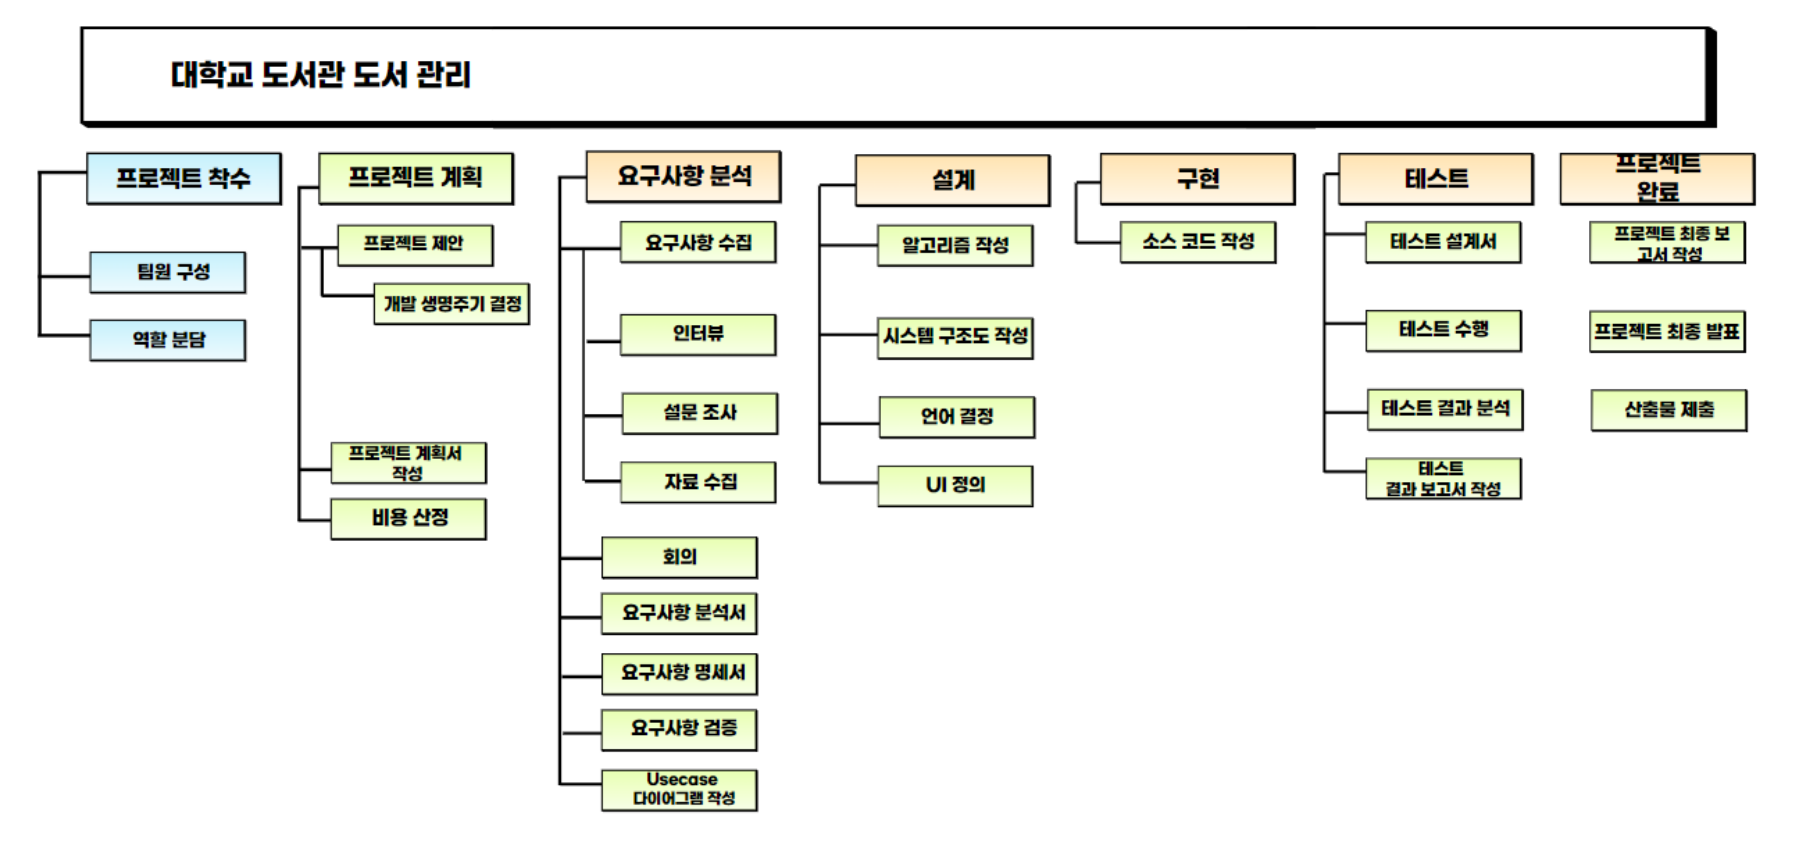 대학교 도서관 도서 관리
프로젝트 착수
팀원 구성
역할 분담
프로젝트 계획
프로젝트 제안
개발 생명주기 결정
프로젝트 계획서
작성
비용 산정
요구사항 분석
요구사항 수집
인터뷰
설문 조사
자료 수집
회의
요구사항 분석서
요구사항 명세서
요구사항 검증
Usecase
다이어그램 작성
설계
알고리즘 작성
시스템 구조도 작성
언어 결정
UI 정의
구현
소스 코드 작성
테스트
테스트 설계서
테스트 수행
테스트 결과 분석
테스트
결과 보고서 작성
프로젝트
완료
프로젝트 최종 보
고서 작성
프로젝트 최종 발표
산출물 제출